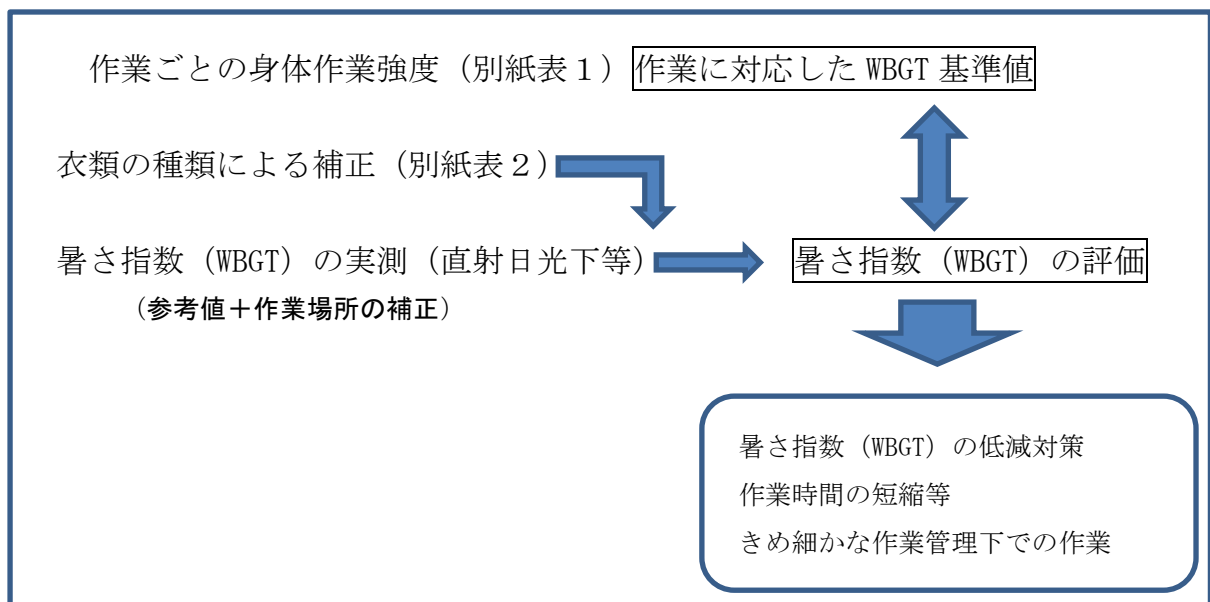 作業ごとの身体作業強度（別紙表１）作業に対応した WBGT 基準値
衣類の種類による補正（別紙表２）
暑さ指数（WBGT）の実測（直射日光下等） 暑さ指数（WBGT）の評価
（参考値＋作業場所の補正）
暑さ指数（WBGT）の低減対策
作業時間の短縮等
きめ細かな作業管理下での作業